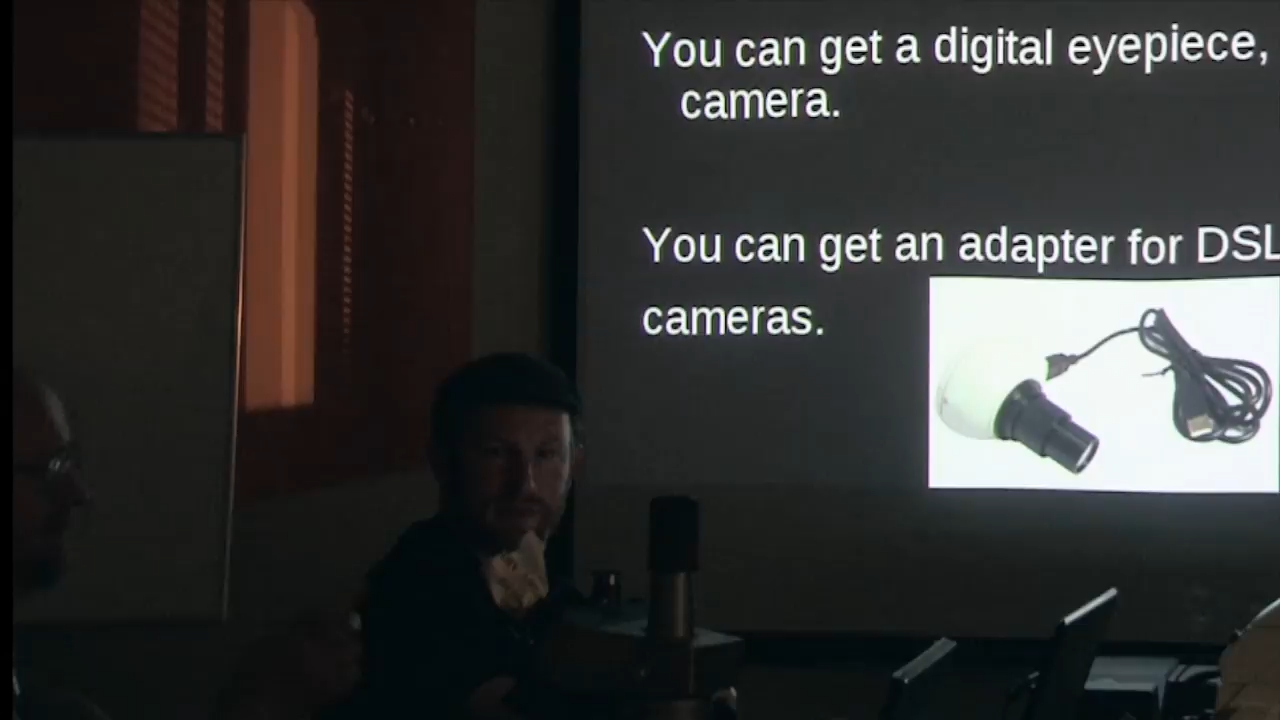 You can get a digital eyepiece,
camera.
You can get an adapter for DSL
cameras.